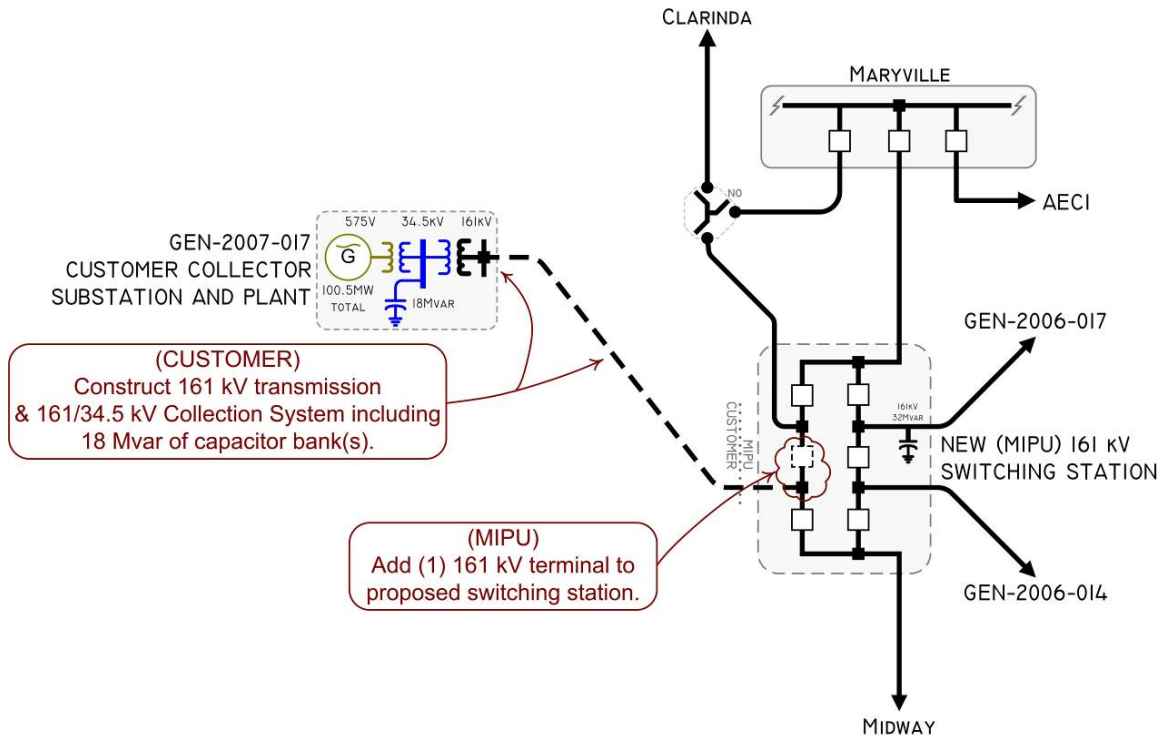 CLARINDA
MARYVILLE
NO
AECI
575V 34.5KV 161KV
GEN-2007-017
CUSTOMER COLLECTOR
SUBSTATION AND PLANT
G
100.5MW
TOTAL
18MVAR
(CUSTOMER)
Construct 161 kV transmission
& 161/34.5 kV Collection System including
18 Mvar of capacitor bank(s).
GEN-2006-017
161KV
32MVAR
MIPU
CUSTOMER
NEW (MIPU) 161 KV
SWITCHING STATION
(MIPU)
Add (1) 161 kV terminal to
proposed switching station.
GEN-2006-014
MIDWAY